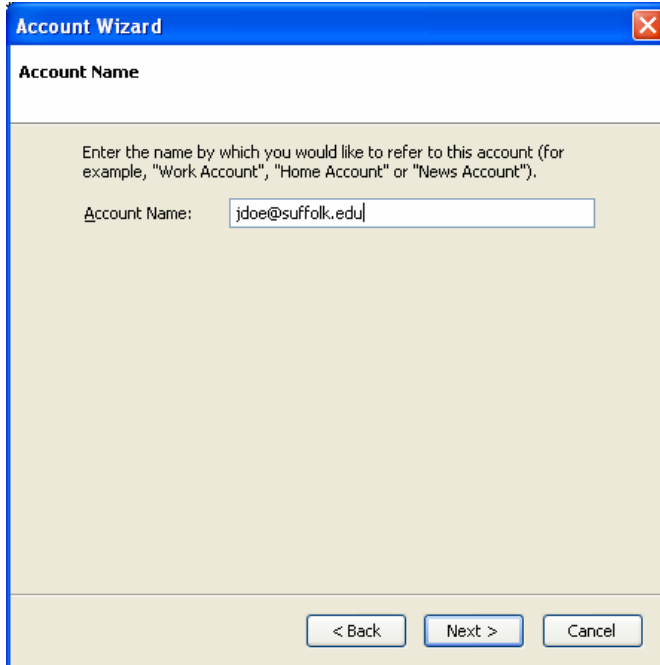 Account Wizard
Account Name
Enter the name by which you would like to refer to this account (for
example, "Work Account", "Home Account" or "News Account").
Account Name: jdoe@suffolk.edu
< Back Next > Cancel